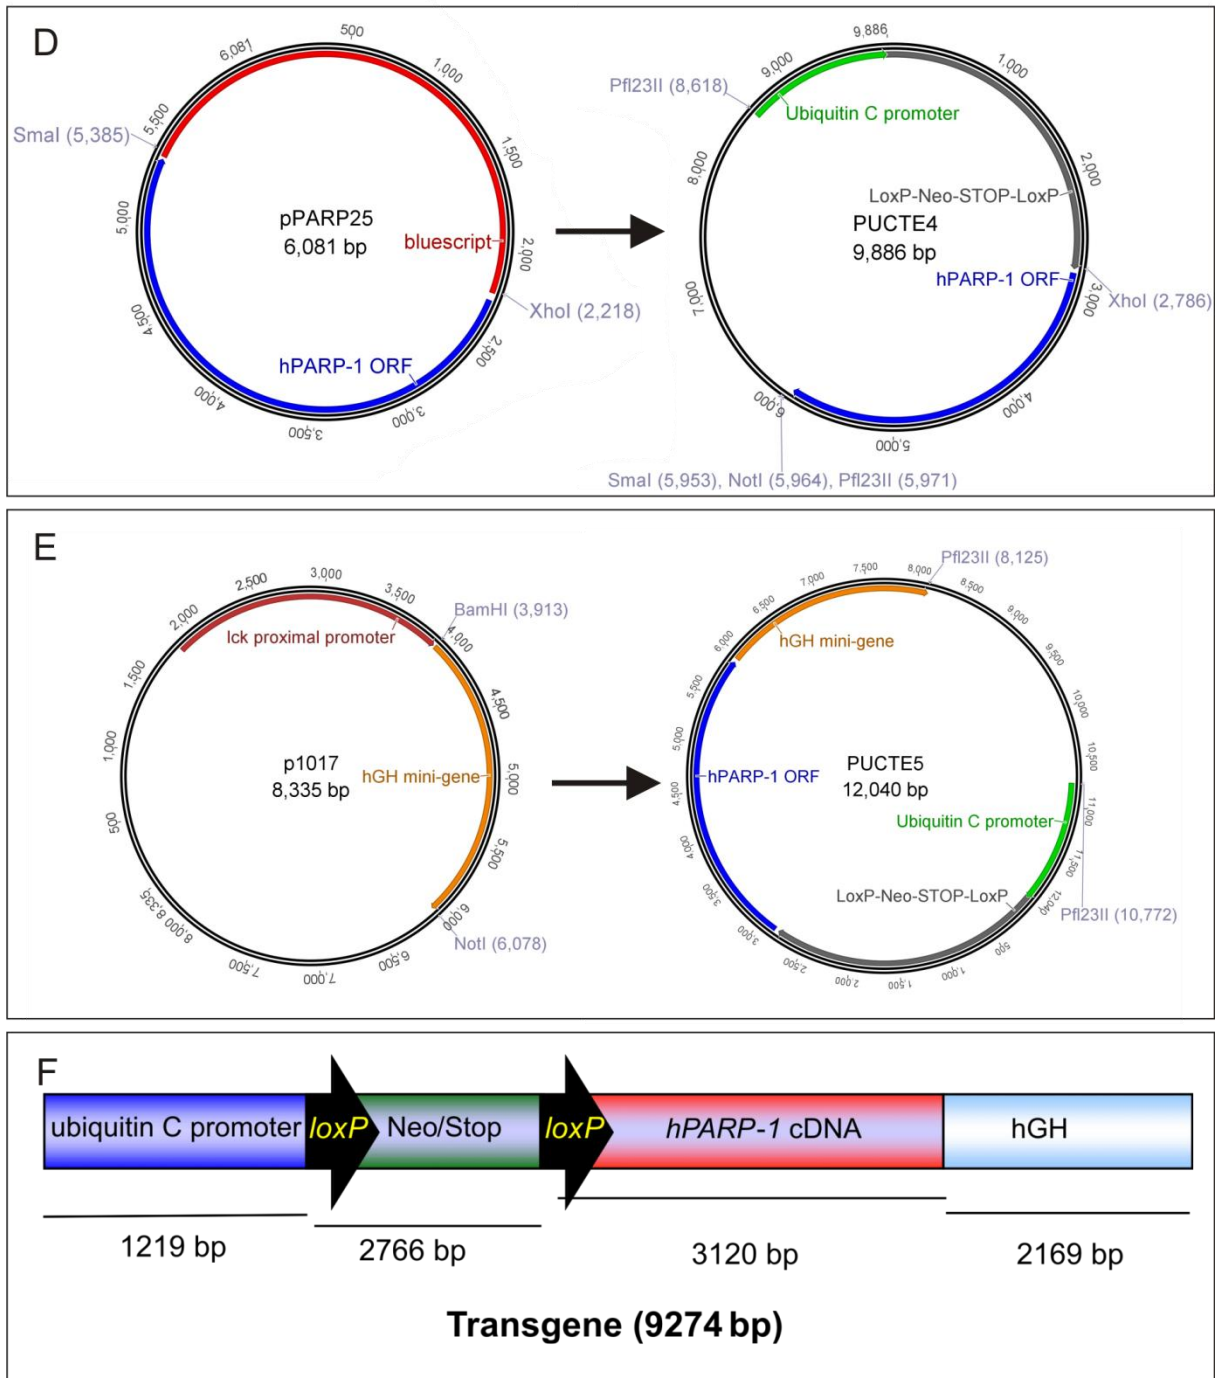 D
500
1,000
1,500
2,000
2,500
3,000
3,500
4,000
4,500
5,000
5,500
6,081
SmaI (5,385)
pPARP25
6,081 bp
bluescript
XhoI (2,218)
hPARP-1 ORF
9,886
1,000
2,000
3,000
4,000
5,000
6,000
7,000
8,000
9,000
Pfl23II (8,618)
Ubiquitin C promoter
LoxP-Neo-STOP-LoxP
PUCTE4
9,886 bp
hPARP-1 ORF
XhoI (2,786)
SmaI (5,953), NotI (5,964), Pfl23II (5,971)
E
500
1,000
1,500
2,000
2,500
3,000
3,500
4,000
4,500
5,000
5,500
6,000
6,500
7,000
7,500
8,000
8,335
BamHI (3,913)
lck proximal promoter
p1017
8,335 bp
hGH mini-gene
NotI (6,078)
500
1,000
1,500
2,000
2,500
3,000
3,500
4,000
4,500
5,000
5,500
6,000
6,500
7,000
7,500
8,000
8,500
9,000
9,500
10,000
10,500
11,000
11,500
12,040
Pfl23II (8,125)
hGH mini-gene
hPARP-1 ORF
PUCTE5
12,040 bp
Ubiquitin C promoter
LoxP-Neo-STOP-LoxP
Pfl23II (10,772)
F
ubiquitin C promoter loxP Neo/Stop loxP hPARP-1 cDNA hGH
1219 bp 2766 bp 3120 bp 2169 bp
Transgene (9274 bp)